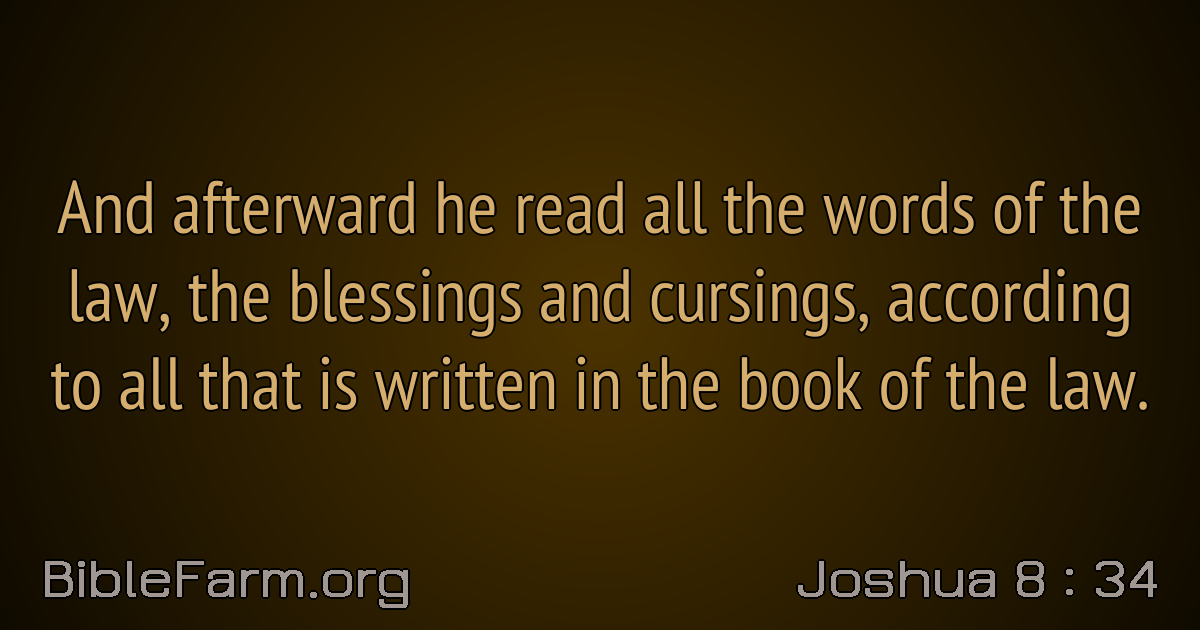 And afterward he read all the words of the
law, the blessings and cursings, according
to all that is written in the book of the law.
BibleFarm.org
Joshua 8 : 34